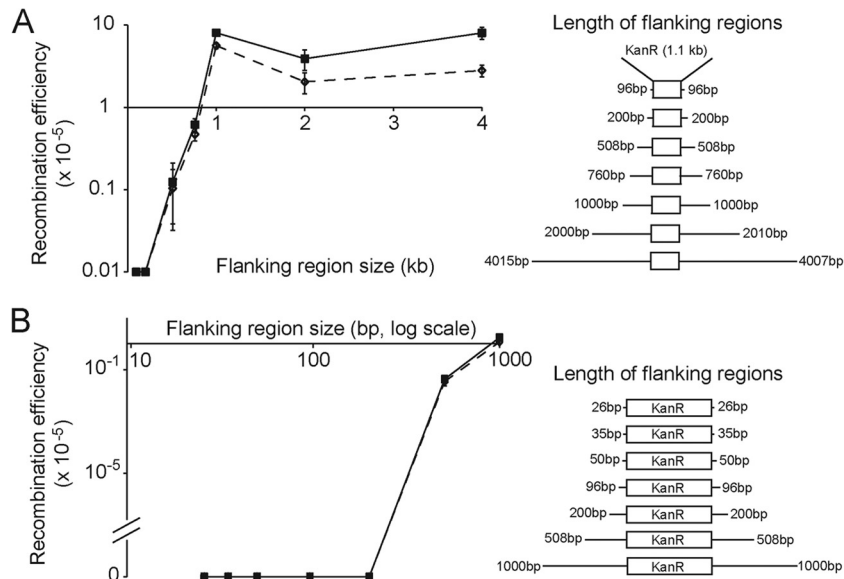 A
Recombination efficiency
(x 10⁻⁵)
10
1
0.1
0.01
1
2
3
4
Flanking region size (kb)
Length of flanking regions
KanR (1.1 kb)
96bp 96bp
200bp 200bp
508bp 508bp
760bp 760bp
1000bp 1000bp
2000bp 2010bp
4015bp 4007bp
B
Recombination efficiency
(x 10⁻⁵)
Flanking region size (bp, log scale)
10
100
1000
10⁻¹
10⁻⁵
0
Length of flanking regions
26bp KanR 26bp
35bp KanR 35bp
50bp KanR 50bp
96bp KanR 96bp
200bp KanR 200bp
508bp KanR 508bp
1000bp KanR 1000bp